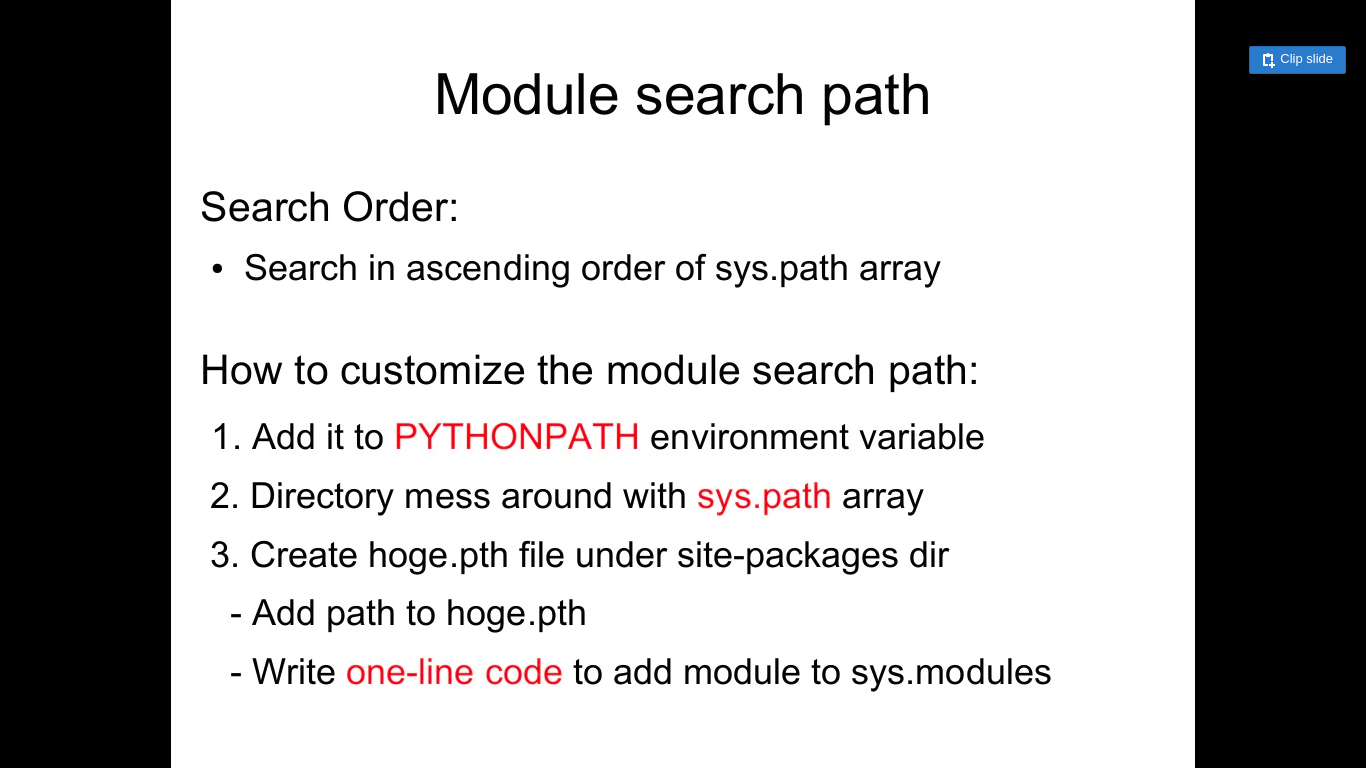 Module search path
Clip slide
Search Order:
• Search in ascending order of sys.path array
How to customize the module search path:
1. Add it to PYTHONPATH environment variable
2. Directory mess around with sys.path array
3. Create hoge.pth file under site-packages dir
- Add path to hoge.pth
- Write one-line code to add module to sys.modules